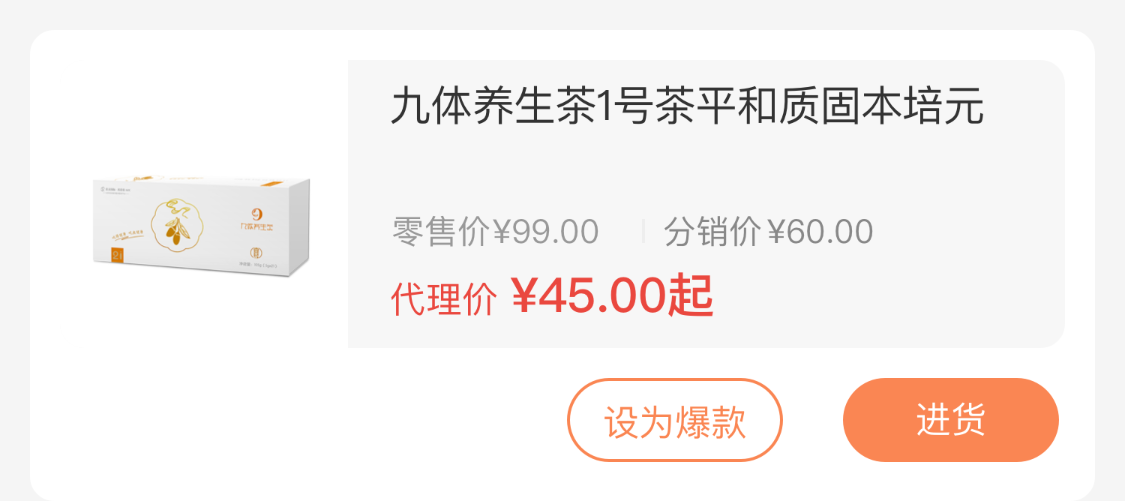 九体养生茶1号茶平和质固本培元
零售价¥99.00
分销价¥60.00
代理价 ¥45.00起
设为爆款
进货